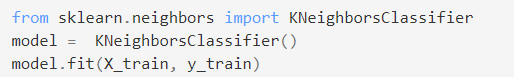 from sklearn.neighbors import KNeighborsClassifier
model =  KNeighborsClassifier()
model.fit(X_train, y_train)